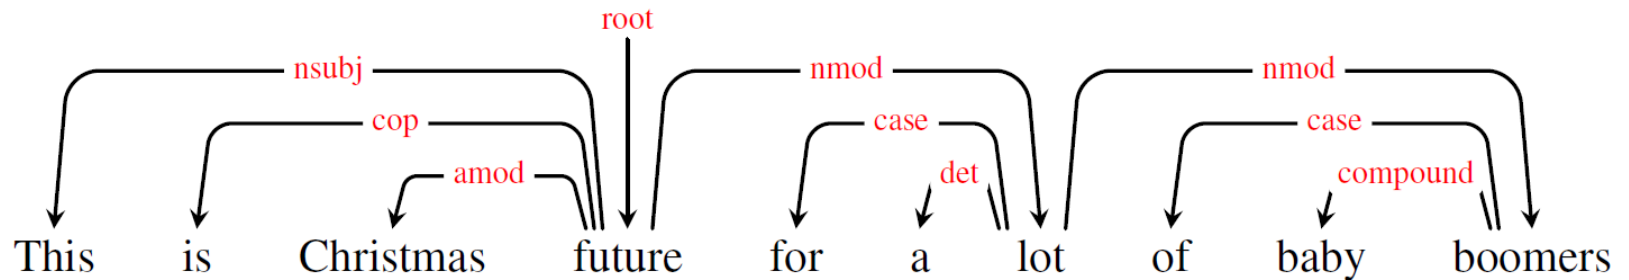 root
nsubj nmod nmod
cop case case
amod det compound
This is Christmas future for a lot of baby boomers